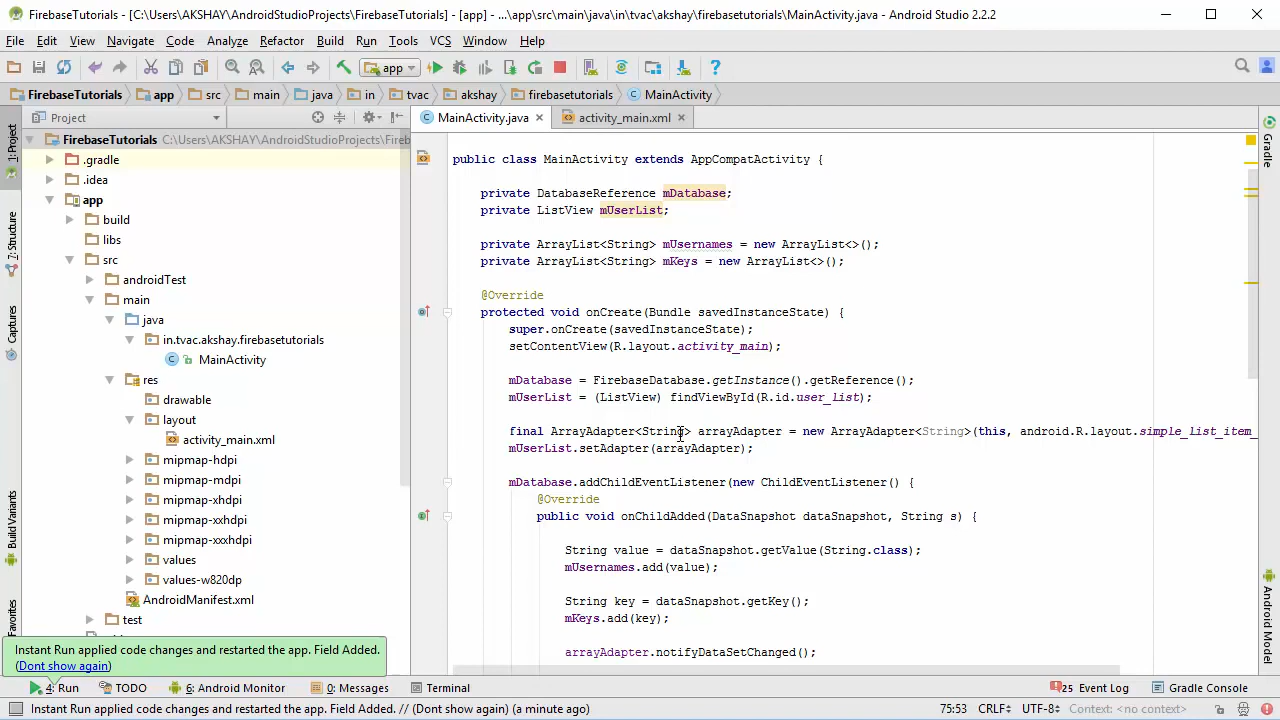 FirebaseTutorials - [C:\Users\AKSHAY\AndroidStudioProjects\FirebaseTutorials] - [app] - ...\app\src\main\java\in\tvac\akshay\firebasetutorials\MainActivity.java - Android Studio 2.2.2
File Edit View Navigate Code Analyze Refactor Build Run Tools VCS Window Help
app
FirebaseTutorials app src main java in tvac akshay firebasetutorials MainActivity
Project
MainActivity.java activity_main.xml
1: Project
7: Structure
Captures
Build Variants
Favorites
FirebaseTutorials C:\Users\AKSHAY\AndroidStudioProjects\Fireb
.gradle
.idea
app
build
libs
src
androidTest
main
java
in.tvac.akshay.firebasetutorials
MainActivity
res
drawable
layout
activity_main.xml
mipmap-hdpi
mipmap-mdpi
mipmap-xhdpi
mipmap-xxhdpi
mipmap-xxxhdpi
values
values-w820dp
AndroidManifest.xml
test
public class MainActivity extends AppCompatActivity {
private DatabaseReference mDatabase;
private ListView mUserList;
private ArrayList<String> mUsernames = new ArrayList<>();
private ArrayList<String> mKeys = new ArrayList<>();
@Override
protected void onCreate(Bundle savedInstanceState) {
super.onCreate(savedInstanceState);
setContentView(R.layout.activity_main);
mDatabase = FirebaseDatabase.getInstance().getReference();
mUserList = (ListView) findViewById(R.id.user_list);
final ArrayAdapter<String> arrayAdapter = new ArrayAdapter<String>(this, android.R.layout.simple_list_item_
mUserList.setAdapter(arrayAdapter);
mDatabase.addChildEventListener(new ChildEventListener() {
@Override
public void onChildAdded(DataSnapshot dataSnapshot, String s) {
String value = dataSnapshot.getValue(String.class);
mUsernames.add(value);
String key = dataSnapshot.getKey();
mKeys.add(key);
arrayAdapter.notifyDataSetChanged();
Gradle
Android Model
Instant Run applied code changes and restarted the app. Field Added.
(Dont show again)
4: Run TODO 6: Android Monitor 0: Messages Terminal 25 Event Log Gradle Console
Instant Run applied code changes and restarted the app. Field Added. // (Dont show again) (a minute ago) 75:53 CRLF÷ UTF-8÷ Context: <no context>